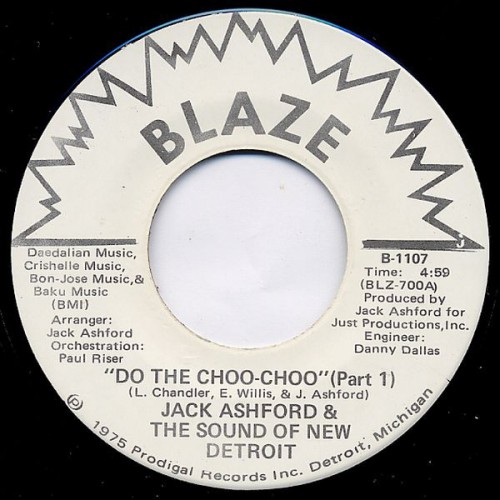 BLAZE
Daedalian Music,
Crishelle Music,
Bon-Jose Music,&
Baku Music
(BMI)
Arranger:
Jack Ashford
Orchestration:
Paul Riser
B-1107
Time: 4:59
(BLZ-700A)
Produced by
Jack Ashford for
Just Productions,Inc.
Engineer:
Danny Dallas
"DO THE CHOO-CHOO"(Part 1)
(L. Chandler, E. Willis, & J. Ashford)
JACK ASHFORD &
THE SOUND OF NEW
DETROIT
℗ 1975 Prodigal Records Inc. Detroit, Michigan